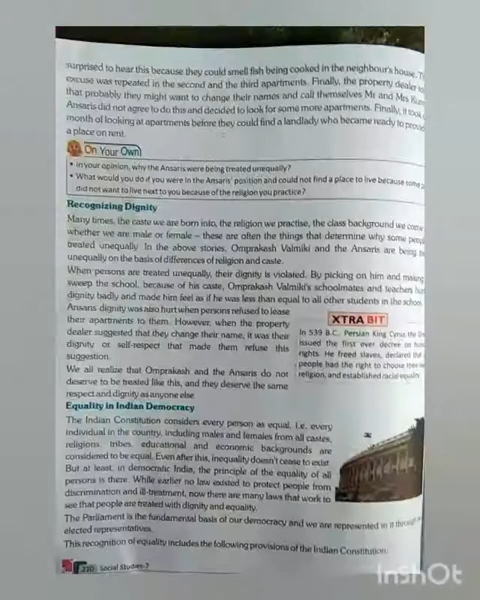 surprised to hear this because they could smell fish being cooked in the neighbour's house.
excuse was repeated in the second and the third apartments. Finally, the property dealer
that probably they might want to change their names and call themselves Mr and Mrs
Ansaris did not agree to do this and decided to look for some more apartments. Finally, it took
month of looking at apartments before they could find a landlady who became ready to
a place on rent.
On Your Own
• In your opinion, why the Ansaris were being treated unequally?
• What would you do if you were in the Ansaris' position and could not find a place to live because some
did not want to live next to you because of the religion you practise?
Recognizing Dignity
Many times, the caste we are born into, the religion we practise, the class background we come
whether we are male or female – these are often the things that determine why some
treated unequally. In the above stories, Omprakash Valmiki and the Ansaris are being
unequally on the basis of differences of religion and caste.
When persons are treated unequally, their dignity is violated. By picking on him and making
sweep the school, because of his caste, Omprakash Valmiki's schoolmates and teachers hurt
dignity badly and made him feel as if he was less than equal to all other students in the school.
Ansaris dignity was also hurt when persons refused to lease
their apartments to them. However, when the property
dealer suggested that they change their name, it was their
dignity or self-respect that made them refuse this
suggestion.
We all realize that Omprakash and the Ansaris do not
deserve to be treated like this, and they deserve the same
respect and dignity as anyone else.
XTRA BIT
In 539 B.C. Persian King Cyrus, the
issued the first ever decree on
rights. He freed slaves, declared
people had the right to choose
religion, and established racial equality
Equality in Indian Democracy
The Indian Constitution considers every person as equal, i.e. every
individual in the country, including males and females from all castes,
religions, tribes, educational and economic backgrounds are
considered to be equal. Even after this, inequality doesn't cease to exist.
But at least, in democratic India, the principle of the equality of all
persons is there. While earlier no law existed to protect people from
discrimination and ill-treatment, now there are many laws that work to
see that people are treated with dignity and equality.
The Parliament is the fundamental basis of our democracy and we are represented in it through
elected representatives.
This recognition of equality includes the following provisions of the Indian Constitution:
220 Social Studies-7
InShOt